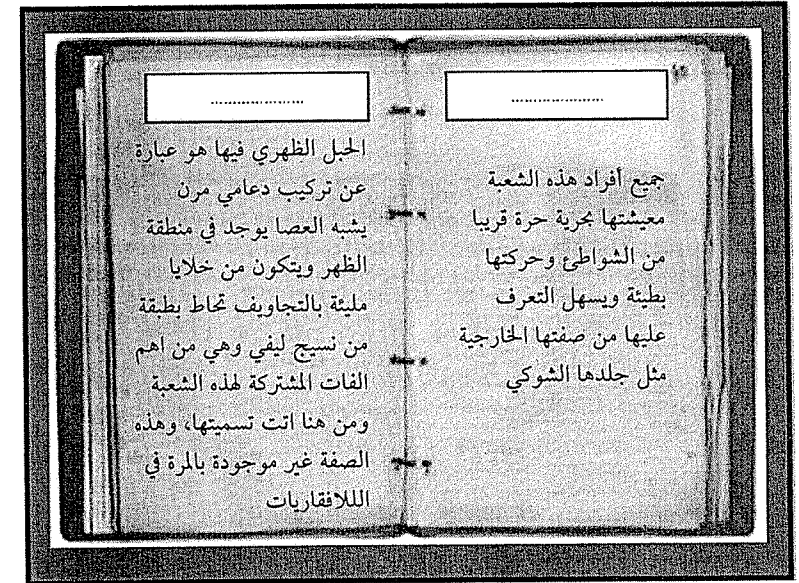 ....................
جميع أفراد هذه الشعبة
معيشتها بحرية حرة قريبا
من الشواطئ وحركتها
بطيئة ويسهل التعرف
عليها من صفتها الخارجية
مثل جلدها الشوكي
....................
الحبل الظهري فيها هو عبارة
عن تركيب دعامي مرن
يشبه العصا يوجد في منطقة
الظهر ويتكون من خلايا
مليئة بالتجاويف تحاط بطبقة
من نسيج ليفي وهي من اهم
الفات المشتركة لهذه الشعبة
ومن هنا اتت تسميتها، وهذه
الصفة غير موجودة بالمرة في
الللافقاريات